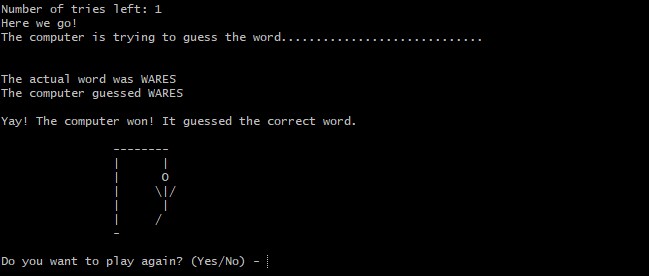 Number of tries left: 1
Here we go!
The computer is trying to guess the word.............................
The actual word was WARES
The computer guessed WARES
Yay! The computer won! It guessed the correct word.
                --------
                |      |
                |      O
                |     \|/
                |      |
                |     /
                -
Do you want to play again? (Yes/No) -